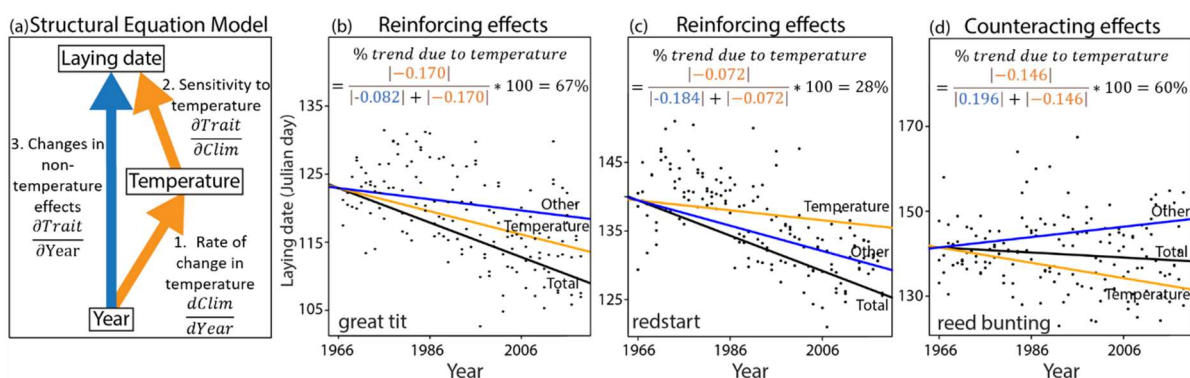 (a) Structural Equation Model
Laying date
2. Sensitivity to
temperature
∂Trait
∂Clim
3. Changes in
non-
temperature
effects
∂Trait
∂Year
Temperature
1. Rate of
change in
temperature
dClim
dYear
Year
(b) Reinforcing effects
% trend due to temperature
= |−0.170| / |-0.082| + |−0.170| * 100 = 67%
Laying date (Julian day)
135
125
115
105
Other
Temperature
Total
great tit
1966 1986 2006
Year
(c) Reinforcing effects
% trend due to temperature
= |−0.072| / |-0.184| + |−0.072| * 100 = 28%
145
135
125
Temperature
Other
Total
redstart
1966 1986 2006
Year
(d) Counteracting effects
% trend due to temperature
= |−0.146| / |0.196| + |−0.146| * 100 = 60%
170
150
130
Other
Total
Temperature
reed bunting
1966 1986 2006
Year